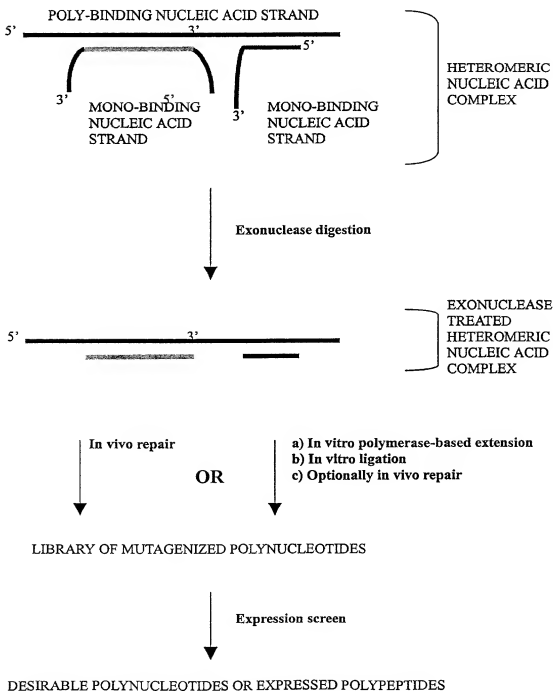 POLY-BINDING NUCLEIC ACID STRAND
5' 3'
5'
3' 5'
MONO-BINDING
NUCLEIC ACID
STRAND
3'
MONO-BINDING
NUCLEIC ACID
STRAND
HETEROMERIC
NUCLEIC ACID
COMPLEX
Exonuclease digestion
5' 3'
EXONUCLEASE
TREATED
HETEROMERIC
NUCLEIC ACID
COMPLEX
In vivo repair
OR
a) In vitro polymerase-based extension
b) In vitro ligation
c) Optionally in vivo repair
LIBRARY OF MUTAGENIZED POLYNUCLEOTIDES
Expression screen
DESIRABLE POLYNUCLEOTIDES OR EXPRESSED POLYPEPTIDES